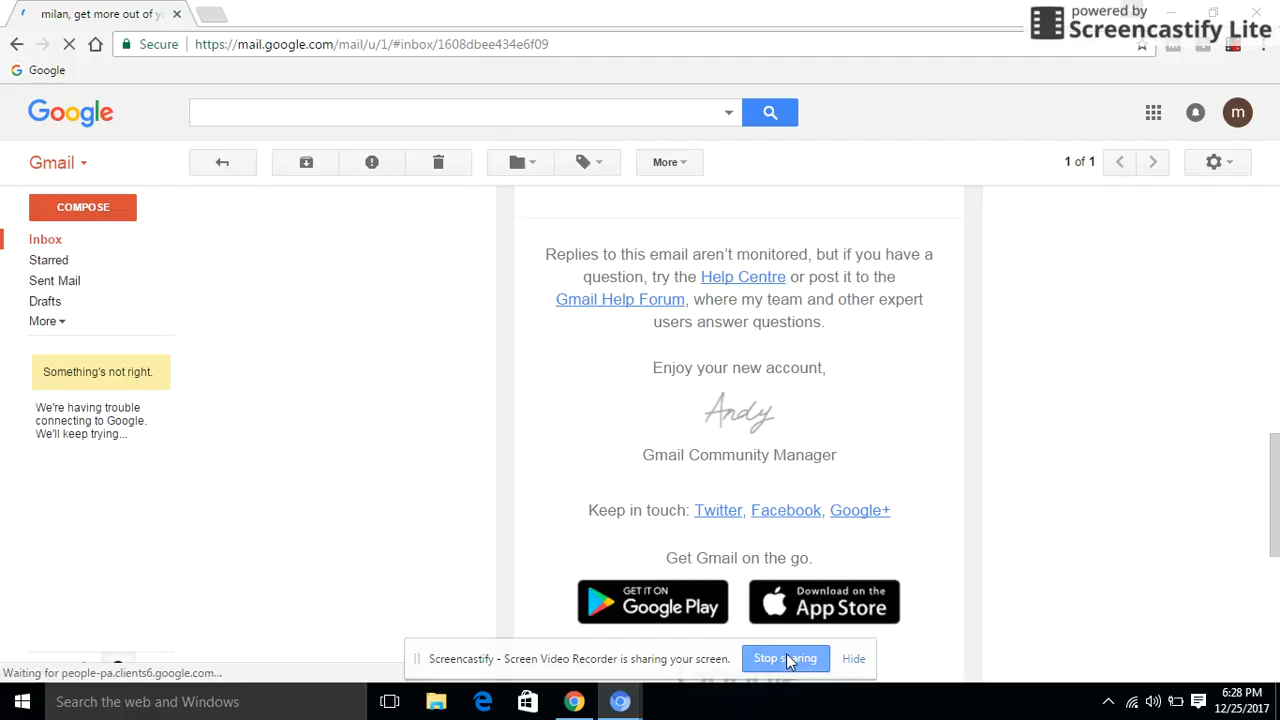 milan, get more out of y
powered by
Screencastify Lite
Secure
https://mail.google.com/mail/u/1/#inbox/1608dbee434e6f09
Google
Google
m
Gmail
More
1 of 1
COMPOSE
Inbox
Starred
Sent Mail
Drafts
More
Something's not right.
We're having trouble
connecting to Google.
We'll keep trying...
Replies to this email aren't monitored, but if you have a
question, try the Help Centre or post it to the
Gmail Help Forum, where my team and other expert
users answer questions.
Enjoy your new account,
Andy
Gmail Community Manager
Keep in touch: Twitter, Facebook, Google+
Get Gmail on the go.
GET IT ON
Google Play
Download on the
App Store
Screencastify - Screen Video Recorder is sharing your screen.
Stop sharing
Hide
Waiting for people-pa.clients6.google.com...
Search the web and Windows
6:28 PM
12/25/2017